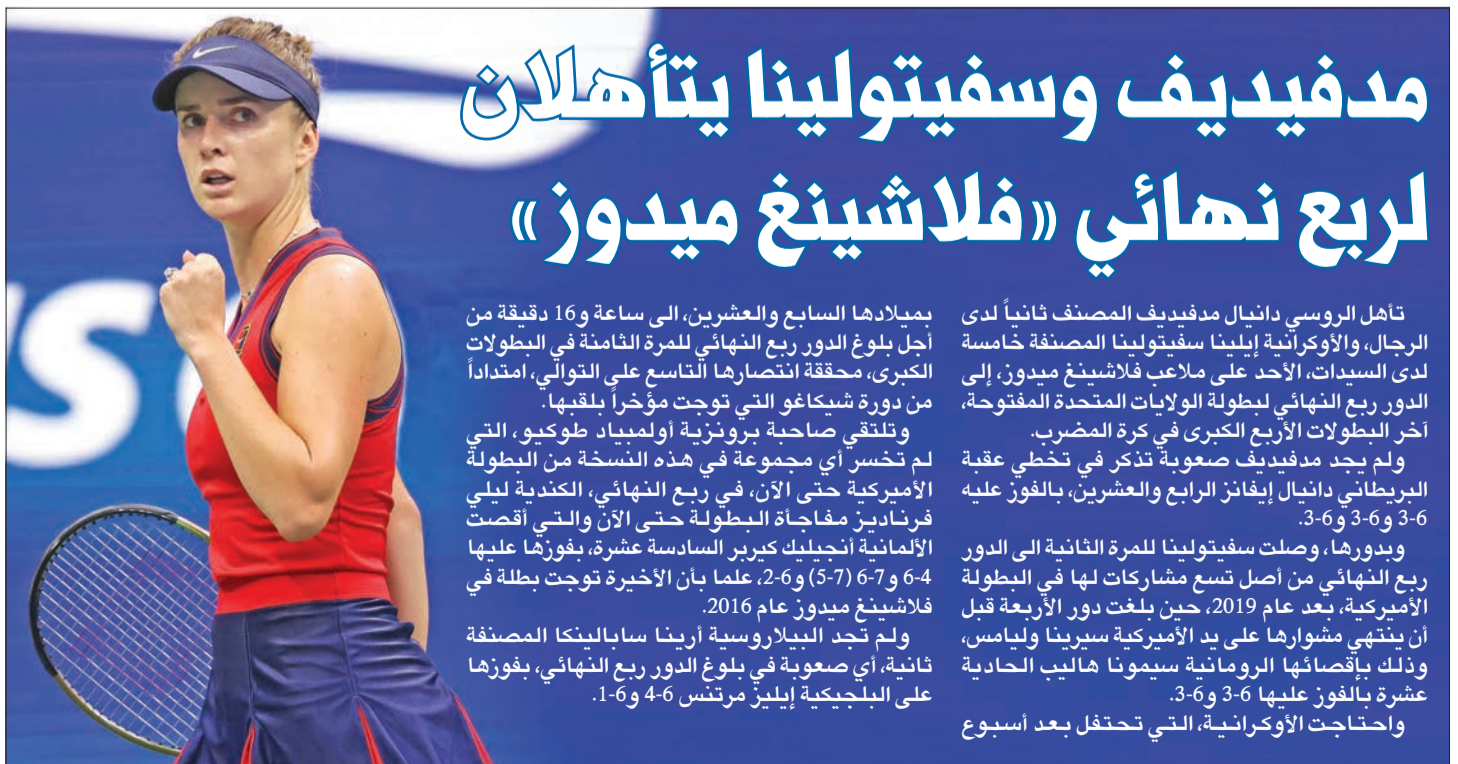 مدفيديف وسفيتولينا يتأهلان
لربع نهائي «فلاشينغ ميدوز»
تأهل الروسي دانيال مدفيديف المصنف ثانياً لدى
الرجال، والأوكرانية إيلينا سفيتولينا المصنفة خامسة
لدى السيدات، الأحد على ملاعب فلاشينغ ميدوز، إلى
الدور ربع النهائي لبطولة الولايات المتحدة المفتوحة،
آخر البطولات الأربع الكبرى في كرة المضرب.
ولم يجد مدفيديف صعوبة تذكر في تخطي عقبة
البريطاني دانيال إيفانز الرابع والعشرين، بالفوز عليه
6-3 و6-3 و6-3.
وبدورها، وصلت سفيتولينا للمرة الثانية الى الدور
ربع النهائي من أصل تسع مشاركات لها في البطولة
الأميركية، بعد عام 2019، حين بلغت دور الأربعة قبل
أن ينتهي مشوارها على يد الأميركية سيرينا وليامس،
وذلك بإقصائها الرومانية سيمونا هاليب الحادية
عشرة بالفوز عليها 6-3 و6-3.
واحتاجت الأوكرانية، التي تحتفل بعد أسبوع
بميلادها السابع والعشرين، الى ساعة و16 دقيقة من
أجل بلوغ الدور ربع النهائي للمرة الثامنة في البطولات
الكبرى، محققة انتصارها التاسع على التوالي، امتداداً
من دورة شيكاغو التي توجت مؤخراً بلقبها.
وتلتقي صاحبة برونزية أولمبياد طوكيو، التي
لم تخسر أي مجموعة في هذه النسخة من البطولة
الأميركية حتى الآن، في ربع النهائي، الكندية ليلي
فرنانديز مفاجأة البطولة حتى الآن والتي أقصت
الألمانية أنجيليك كيربر السادسة عشرة، بفوزها عليها
4-6 و7-6 (7-5) و6-2، علما بأن الأخيرة توجت بطلة في
فلاشينغ ميدوز عام 2016.
ولم تجد البيلاروسية أرينا سابالينكا المصنفة
ثانية، أي صعوبة في بلوغ الدور ربع النهائي، بفوزها
على البلجيكية إيليز مرتنس 6-4 و6-1.